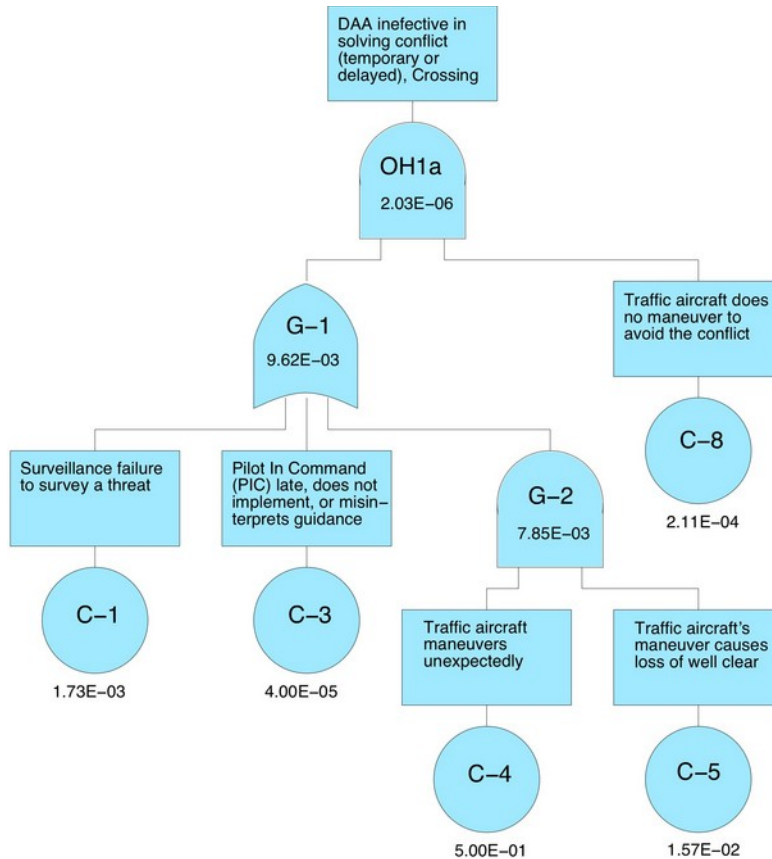 DAA inefective in
solving conflict
(temporary or
delayed), Crossing
OH1a
2.03E−06
G−1
9.62E−03
Traffic aircraft does
no maneuver to
avoid the conflict
C−8
2.11E−04
Surveillance failure
to survey a threat
C−1
1.73E−03
Pilot In Command
(PIC) late, does not
implement, or misin−
terprets guidance
C−3
4.00E−05
G−2
7.85E−03
Traffic aircraft
maneuvers
unexpectedly
C−4
5.00E−01
Traffic aircraft's
maneuver causes
loss of well clear
C−5
1.57E−02